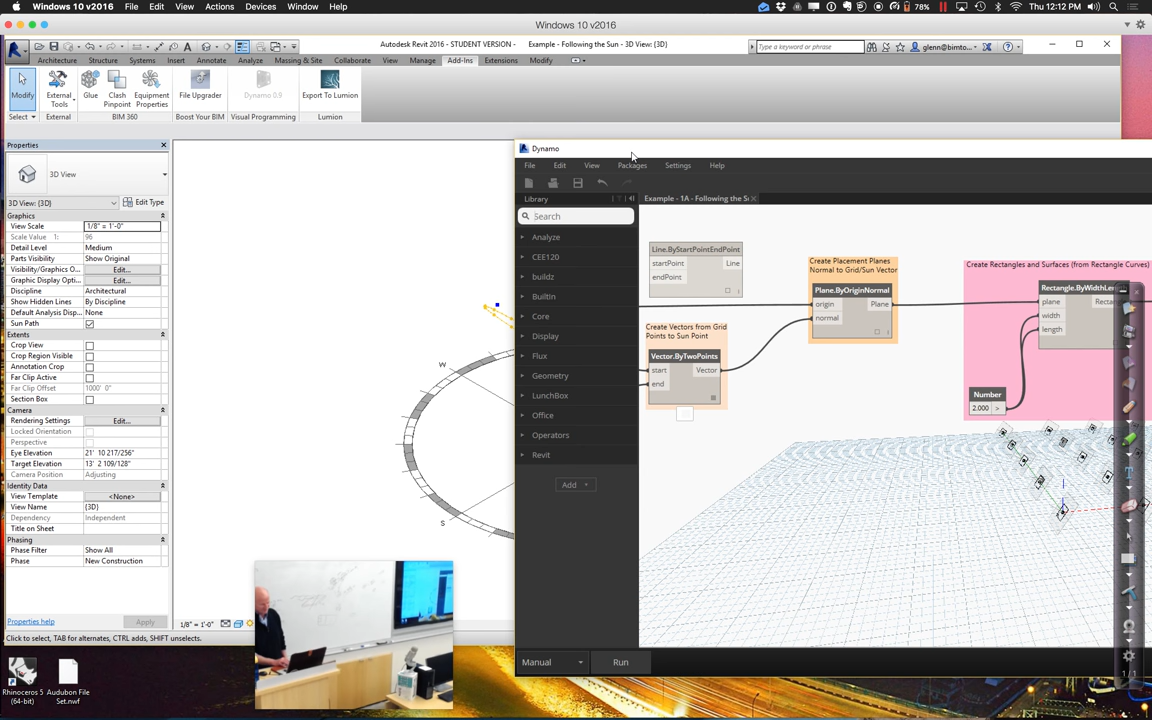 Windows 10 v2016 File Edit View Actions Devices Window Help 78% Thu 12:12 PM
Windows 10 v2016
Autodesk Revit 2016 - STUDENT VERSION - Example - Following the Sun - 3D View: {3D} Type a keyword or phrase glenn@bimto...
Architecture Structure Systems Insert Annotate Analyze Massing & Site Collaborate View Manage Add-Ins Extensions Modify
Modify External Tools Glue Clash Pinpoint Equipment Properties File Upgrader Dynamo 0.9 Export To Lumion
Select External BIM 360 Boost Your BIM Visual Programming Lumion
Properties
3D View
3D View: {3D} Edit Type
Graphics
View Scale 1/8" = 1'-0"
Scale Value 1: 96
Detail Level Medium
Parts Visibility Show Original
Visibility/Graphics O... Edit...
Graphic Display Opti... Edit...
Discipline Architectural
Show Hidden Lines By Discipline
Default Analysis Disp... None
Sun Path
Extents
Crop View
Crop Region Visible
Annotation Crop
Far Clip Active
Far Clip Offset 1000' 0"
Section Box
Camera
Rendering Settings Edit...
Locked Orientation
Perspective
Eye Elevation 21' 10 217/256"
Target Elevation 13' 2 109/128"
Camera Position Adjusting
Identity Data
View Template <None>
View Name {3D}
Dependency Independent
Title on Sheet
Phasing
Phase Filter Show All
Phase New Construction
Properties help Apply
1/8" = 1'-0"
Click to select, TAB for alternates, CTRL adds, SHIFT unselects.
W
S
Dynamo
File Edit View Packages Settings Help
Library
Example - 1A - Following the S
Search
Analyze
CEE120
buildz
BuiltIn
Core
Display
Flux
Geometry
LunchBox
Office
Operators
Revit
Add
Manual Run
Line.ByStartPointEndPoint
startPoint Line
endPoint
Create Vectors from Grid
Points to Sun Point
Vector.ByTwoPoints
start Vector
end
Create Placement Planes
Normal to Grid/Sun Vector
Plane.ByOriginNormal
origin Plane
normal
Create Rectangles and Surfaces (from Rectangle Curves)
Rectangle.ByWidthLen
plane Recta
width
length
Number
2.000 >
1/1
Rhinoceros 5
(64-bit)
Audubon File
Set.nwf